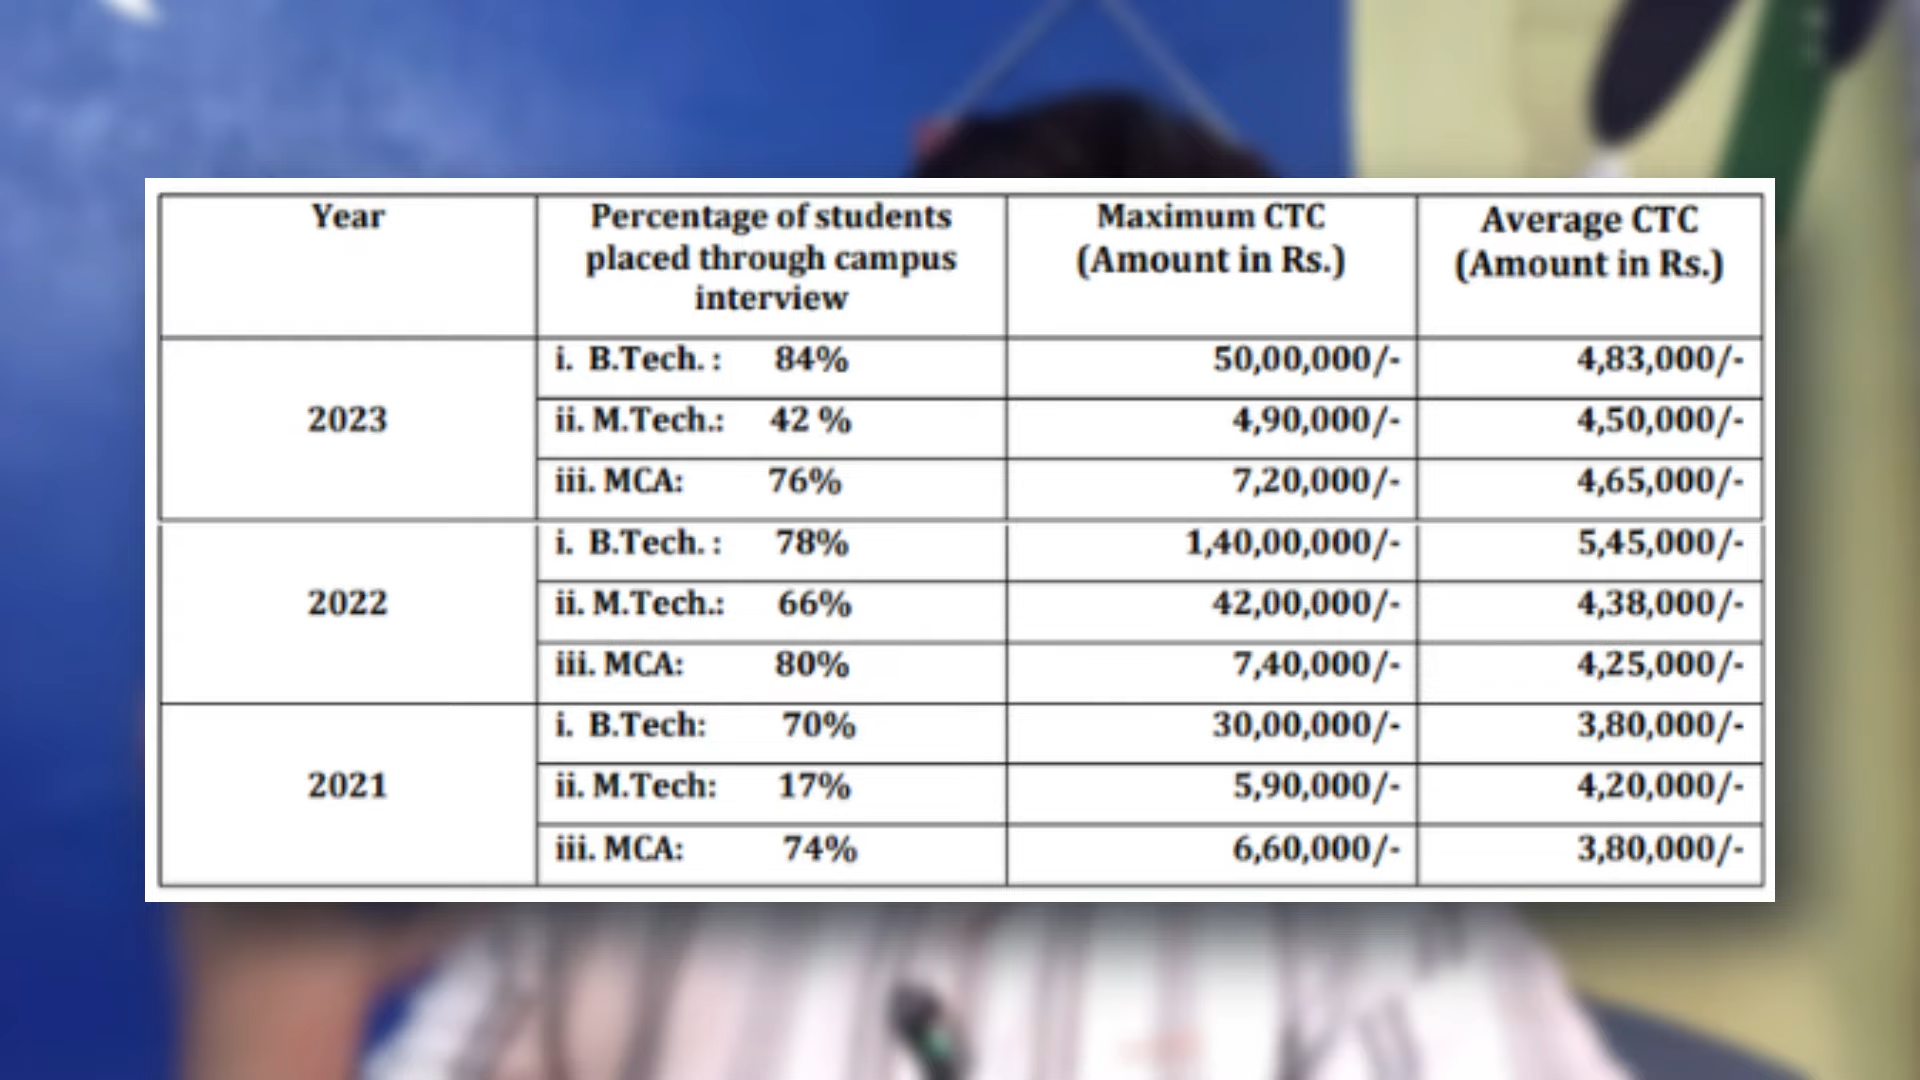 Year
Percentage of students
placed through campus
interview
Maximum CTC
(Amount in Rs.)
Average CTC
(Amount in Rs.)
2023
i. B.Tech. : 84% 50,00,000/- 4,83,000/-
ii. M.Tech.: 42 % 4,90,000/- 4,50,000/-
iii. MCA: 76% 7,20,000/- 4,65,000/-
2022
i. B.Tech. : 78% 1,40,00,000/- 5,45,000/-
ii. M.Tech.: 66% 42,00,000/- 4,38,000/-
iii. MCA: 80% 7,40,000/- 4,25,000/-
2021
i. B.Tech: 70% 30,00,000/- 3,80,000/-
ii. M.Tech: 17% 5,90,000/- 4,20,000/-
iii. MCA: 74% 6,60,000/- 3,80,000/-